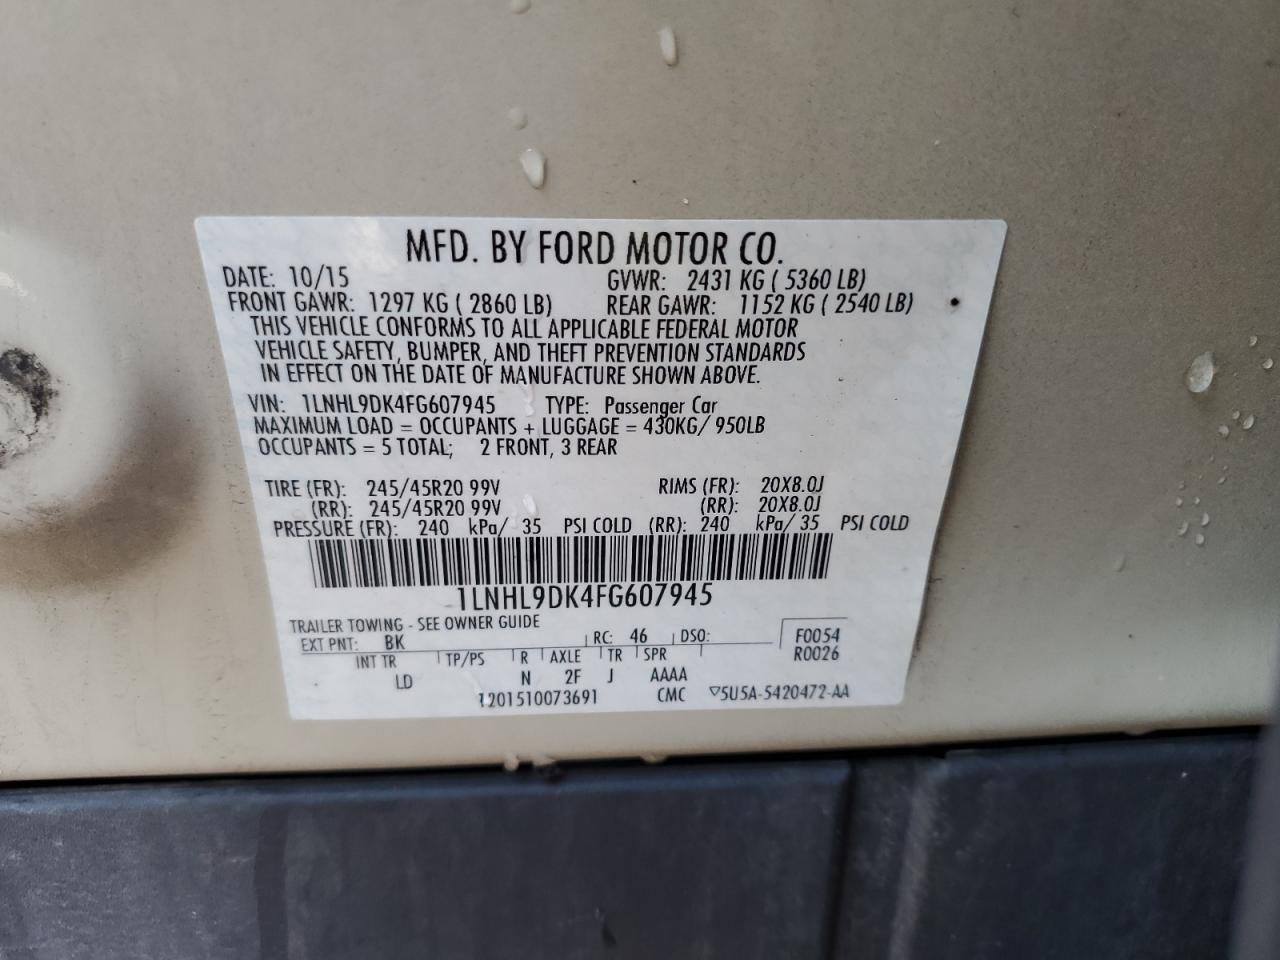 MFD. BY FORD MOTOR CO.
DATE: 10/15 GVWR: 2431 KG ( 5360 LB)
FRONT GAWR: 1297 KG ( 2860 LB) REAR GAWR: 1152 KG ( 2540 LB)
THIS VEHICLE CONFORMS TO ALL APPLICABLE FEDERAL MOTOR
VEHICLE SAFETY, BUMPER, AND THEFT PREVENTION STANDARDS
IN EFFECT ON THE DATE OF MANUFACTURE SHOWN ABOVE.
VIN: 1LNHL9DK4FG607945 TYPE: Passenger Car
MAXIMUM LOAD = OCCUPANTS + LUGGAGE = 430KG/ 950LB
OCCUPANTS = 5 TOTAL; 2 FRONT, 3 REAR
TIRE (FR): 245/45R20 99V RIMS (FR): 20X8.0J
(RR): 245/45R20 99V (RR): 20X8.0J
PRESSURE (FR): 240 kPa/ 35 PSI COLD (RR): 240 kPa/ 35 PSI COLD
1LNHL9DK4FG607945
TRAILER TOWING - SEE OWNER GUIDE
EXT PNT: BK RC: 46 DSO: F0054
INT TR TP/PS R AXLE TR SPR R0026
LD N 2F J AAAA
1201510073691 CMC ▽5U5A-5420472-AA